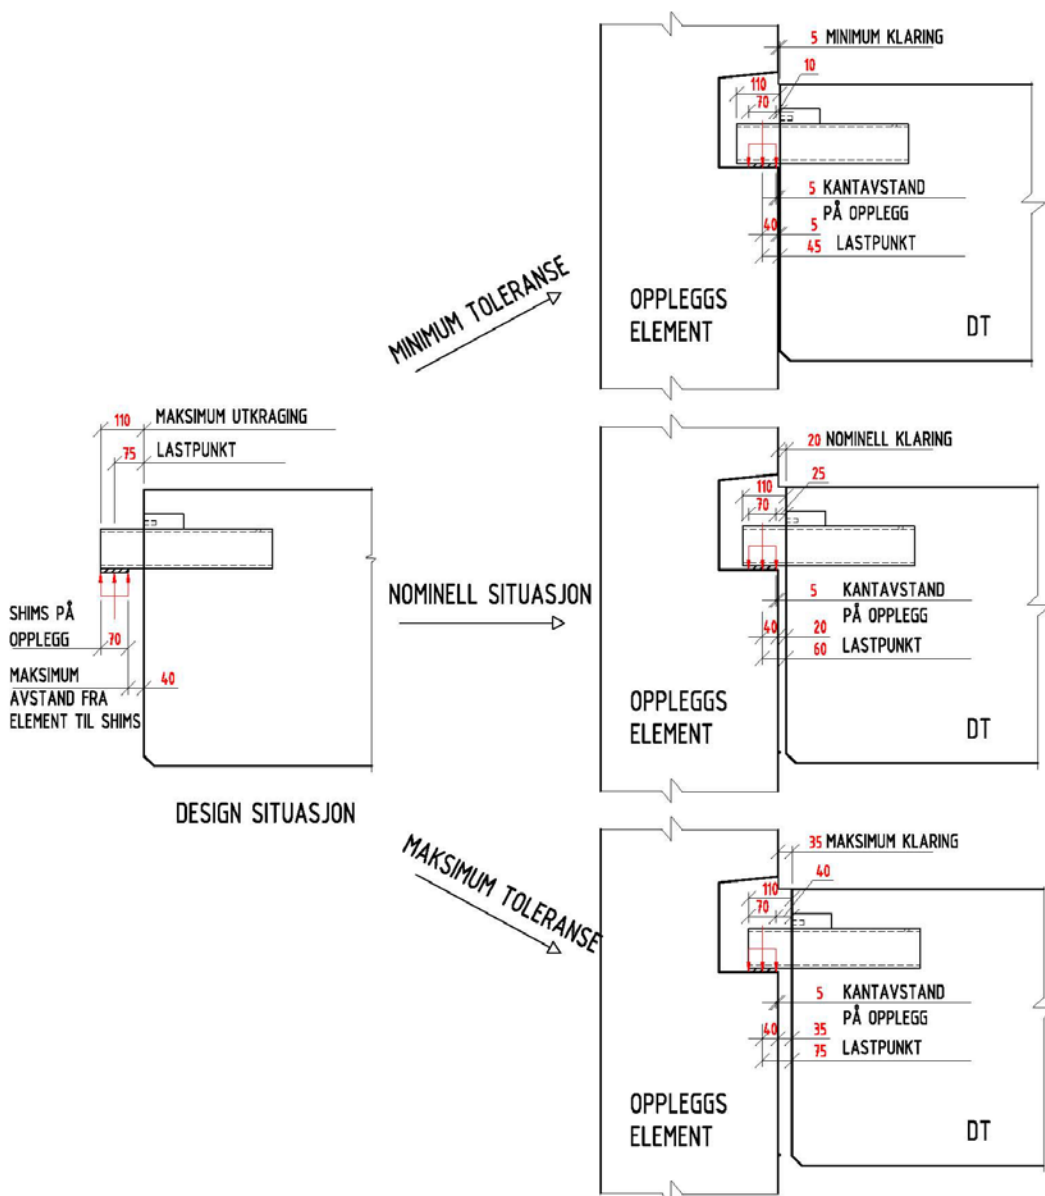 5 MINIMUM KLARING
10
110
70
5 KANTAVSTAND
PÅ OPPLEGG
40 5
45 LASTPUNKT
OPPLEGGS
ELEMENT
DT
MINIMUM TOLERANSE
110 MAKSIMUM UTKRAGING
75 LASTPUNKT
SHIMS PÅ
OPPLEGG 70
MAKSIMUM 40
AVSTAND FRA
ELEMENT TIL SHIMS
DESIGN SITUASJON
NOMINELL SITUASJON
20 NOMINELL KLARING
25
110
70
5 KANTAVSTAND
PÅ OPPLEGG
40 20
60 LASTPUNKT
OPPLEGGS
ELEMENT
DT
MAKSIMUM TOLERANSE
35 MAKSIMUM KLARING
40
110
70
5 KANTAVSTAND
PÅ OPPLEGG
40 35
75 LASTPUNKT
OPPLEGGS
ELEMENT
DT